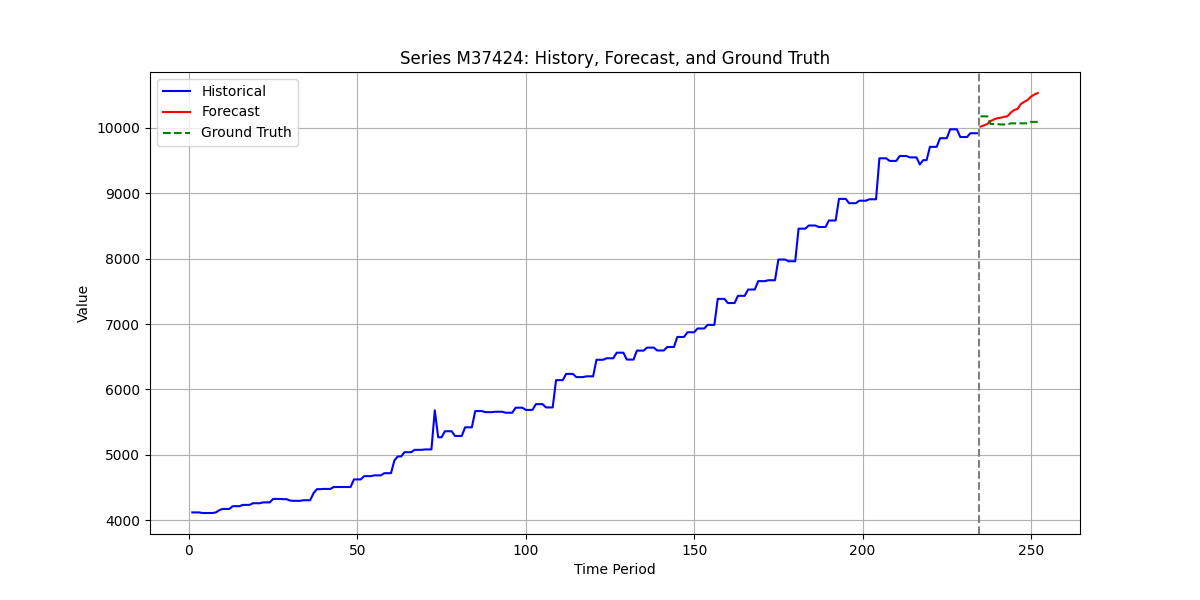 Series M37424: History, Forecast, and Ground Truth
Historical
Forecast
Ground Truth
10000
9000
8000
7000
6000
5000
4000
Value
0 50 100 150 200 250
Time Period